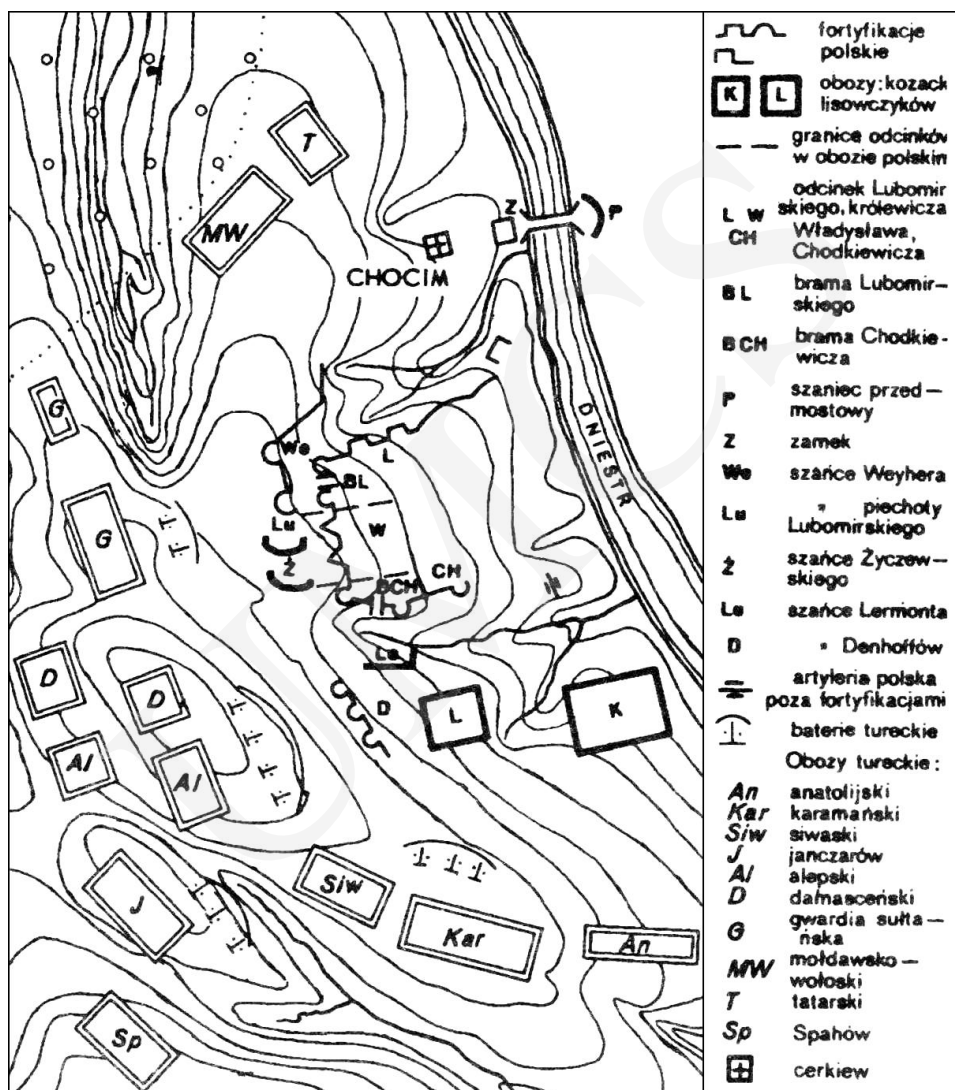 T
MW
CHOCIM
Z
P
DNIESTR
G
G
We
L
BL
Lu
W
Ż
BCH
CH
Le
D
L
K
D
D
Al
Al
J
Siw
Kar
An
Sp
UMCS
fortyfikacje
polskie
K L obozy: kozack
lisowczyków
granice odcinków
w obozie polskim
odcinek Lubomir
L W skiego, królewicza
CH Władysława,
Chodkiewicza
BL brama Lubomir—
skiego
BCH brama Chodkie-
wicza
P szaniec przed—
mostowy
Z zamek
We szańce Weyhera
Lu " piechoty
Lubomirskiego
Ż szańce Życzew—
skiego
Le szańce Lermonta
D " Denhoffów
artyleria polska
poza fortyfikacjami
baterie tureckie
Obozy tureckie:
An anatolijski
Kar karamański
Siw siwaski
J janczarów
Al alepski
D damasceński
G gwardia sułta—
ńska
MW mołdawsko—
wołoski
T tatarski
Sp Spahów
cerkiew